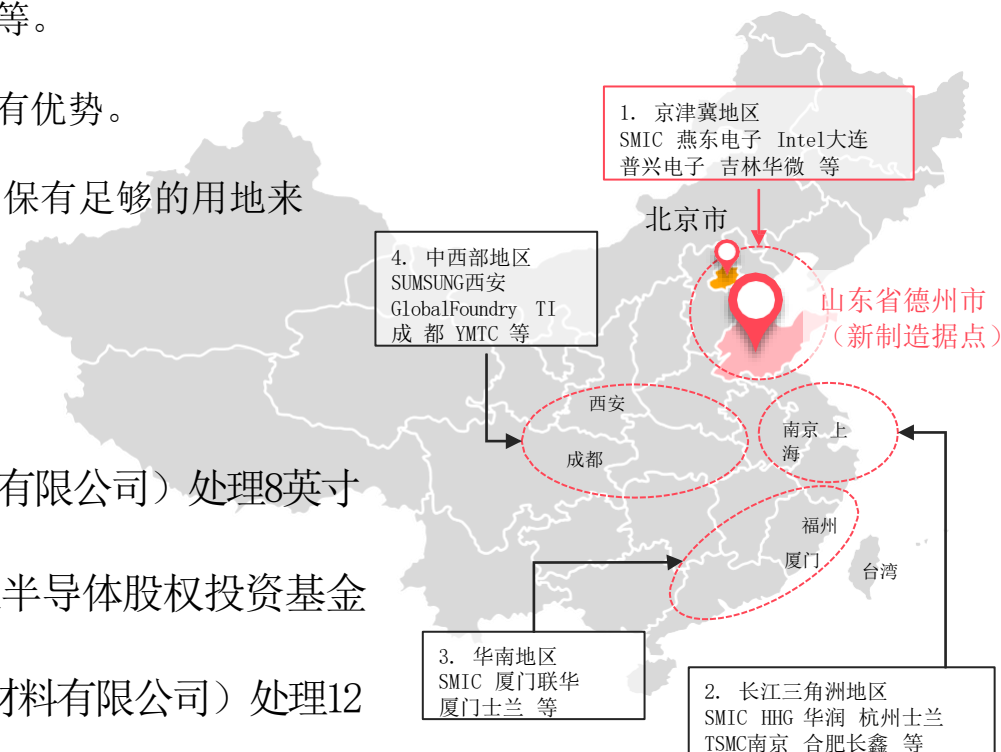 等。
有优势。
保有足够的用地来
有限公司）处理8英寸
半导体股权投资基金
材料有限公司）处理12
1. 京津冀地区
SMIC 燕东电子 Intel大连
普兴电子 吉林华微 等
北京市
山东省德州市
（新制造据点）
4. 中西部地区
SUMSUNG西安
GlobalFoundry TI
成 都 YMTC 等
西安
成都
南京 上
海
福州
厦门
台湾
3. 华南地区
SMIC 厦门联华
厦门士兰 等
2. 长江三角洲地区
SMIC HHG 华润 杭州士兰
TSMC南京 合肥长鑫 等